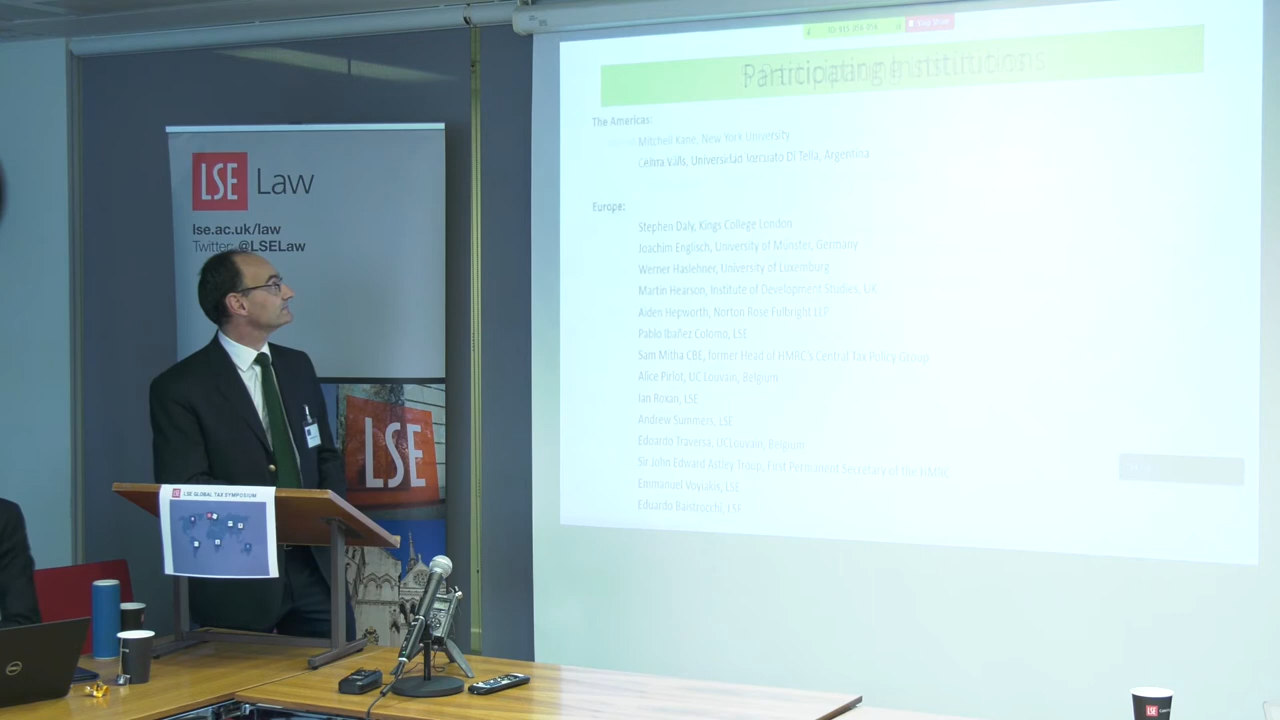 Participating Institutions
The Americas:
Mitchell Kane, New York University
Celina Valls, Universidad Torcuato Di Tella, Argentina
Europe:
Stephen Daly, Kings College London
Joachim Englisch, University of Munster, Germany
Werner Haslehner, University of Luxemburg
Martin Hearson, Institute of Development Studies, UK
Aiden Hepworth, Norton Rose Fulbright LLP
Pablo Ibañez Colomo, LSE
Sam Mitha CBE, former Head of HMRC's Central Tax Policy Group
Alice Pirlot, UC Louvain, Belgium
Ian Roxan, LSE
Andrew Summers, LSE
Edoardo Traversa, UCLouvain, Belgium
Sir John Edward Astley Troup, First Permanent Secretary of the HMRC
Emmanuel Voyiakis, LSE
Eduardo Baistrocchi, LSE
LSE Law
lse.ac.uk/law
Twitter: @LSELaw
LSE
LSE GLOBAL TAX SYMPOSIUM
DELL
LSE